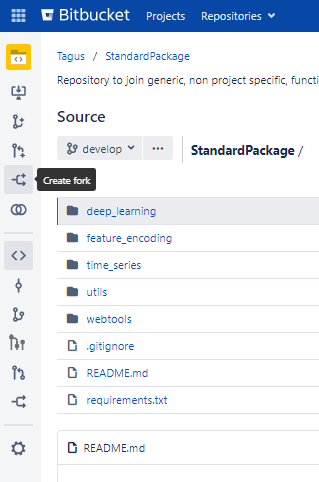 Bitbucket Projects Repositories
Tagus / StandardPackage
Repository to join generic, non project specific, functi
Source
develop ··· StandardPackage /
Create fork
deep_learning
feature_encoding
time_series
utils
webtools
.gitignore
README.md
requirements.txt
README.md